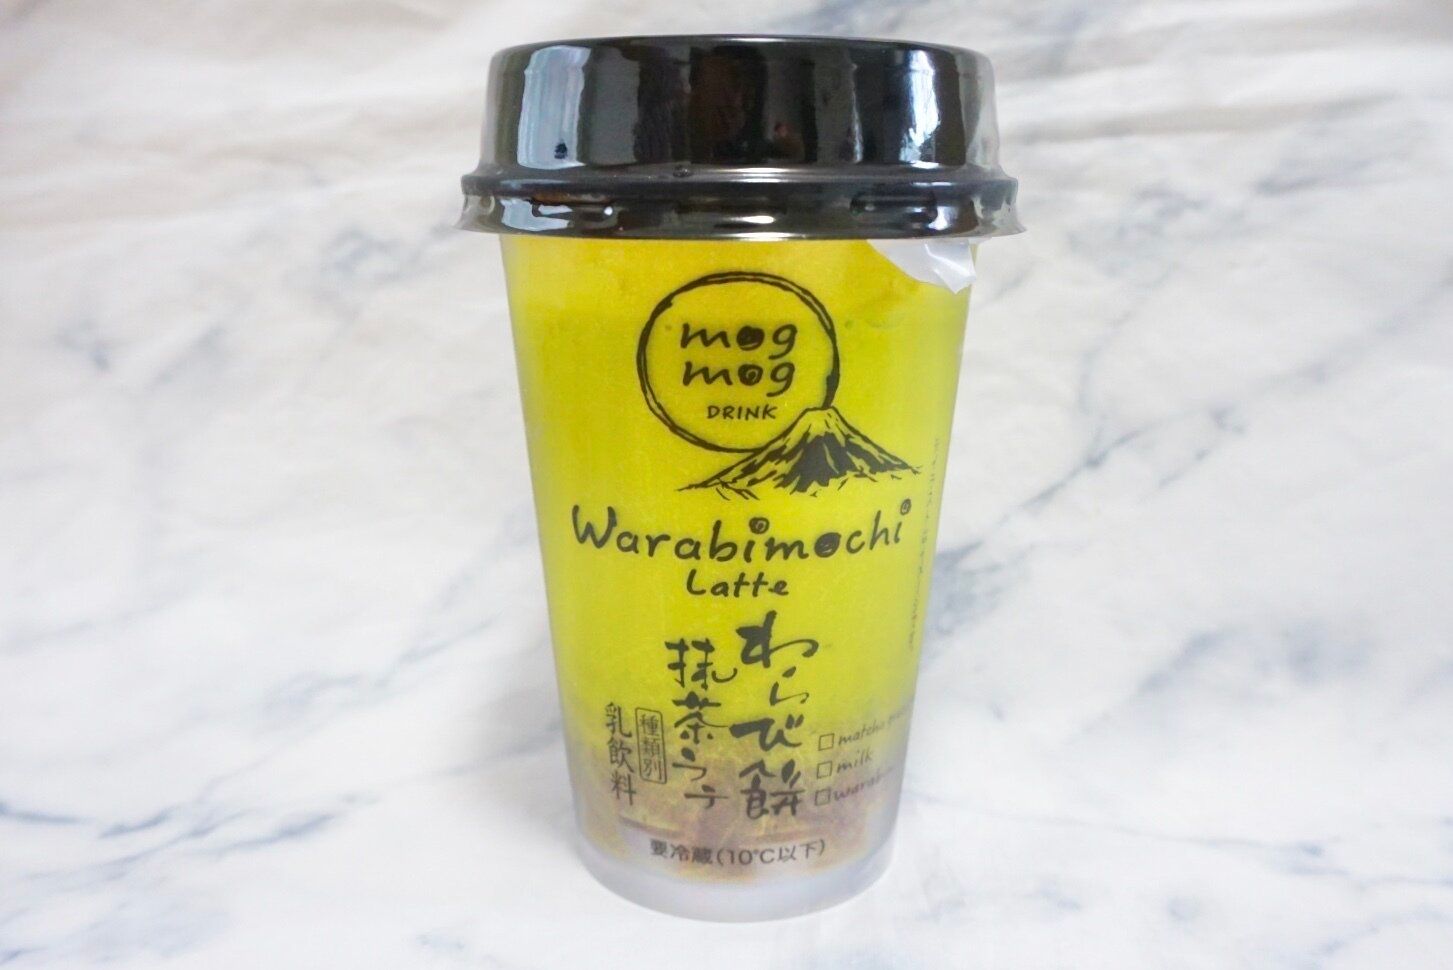 mog
mog
DRINK
Warabimochi
Latte
わらび餅
抹茶ラテ
種類別
乳飲料
matcha
milk
要冷蔵(10℃以下)